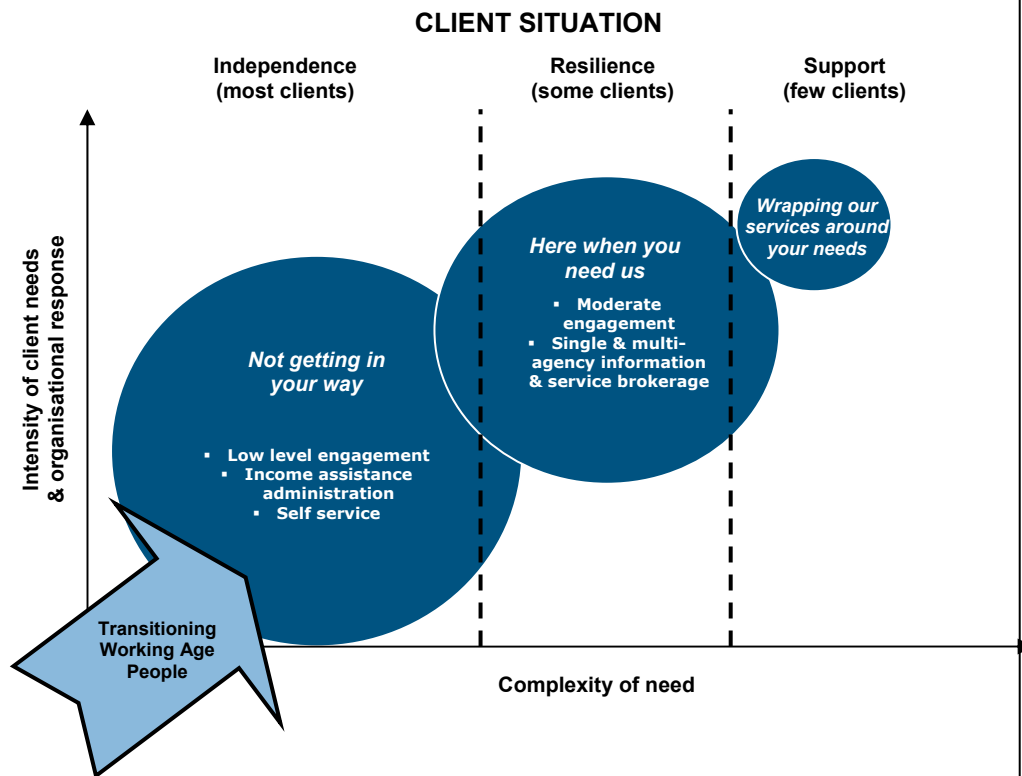 CLIENT SITUATION
Independence
(most clients)
Resilience
(some clients)
Support
(few clients)
Intensity of client needs
& organisational response
Wrapping our
services around
your needs
Here when you
need us
▪ Moderate
engagement
▪ Single & multi-
agency information
& service brokerage
Not getting in
your way
▪ Low level engagement
▪ Income assistance
administration
▪ Self service
Transitioning
Working Age
People
Complexity of need